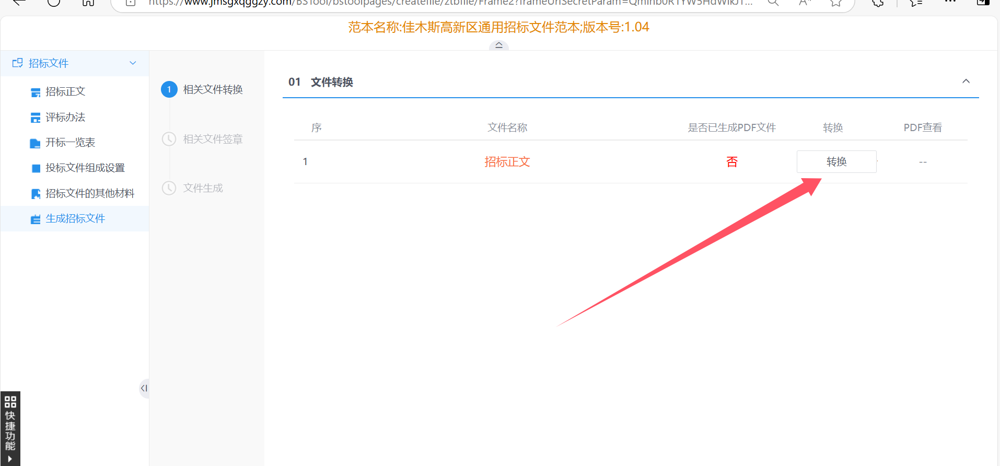 https://www.jmsgxqggzy.com/BSTool/bstoolpages/createfile/ztbfile/Frame2?frameUrlSecretParam=
范本名称:佳木斯高新区通用招标文件范本;版本号:1.04
招标文件
招标正文
评标办法
开标一览表
投标文件组成设置
招标文件的其他材料
生成招标文件
快捷功能
1 相关文件转换
相关文件签章
文件生成
01 文件转换
序 文件名称 是否已生成PDF文件 转换 PDF查看
1 招标正文 否 转换 --